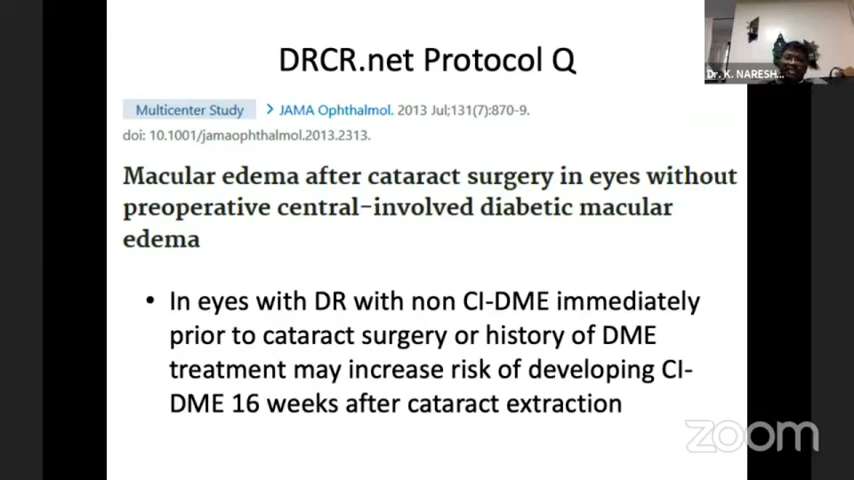 DRCR.net Protocol Q
Dr. K. NARESH...
Multicenter Study > JAMA Ophthalmol. 2013 Jul;131(7):870-9.
doi: 10.1001/jamaophthalmol.2013.2313.
Macular edema after cataract surgery in eyes without
preoperative central-involved diabetic macular
edema
• In eyes with DR with non CI-DME immediately
prior to cataract surgery or history of DME
treatment may increase risk of developing CI-
DME 16 weeks after cataract extraction
zoom